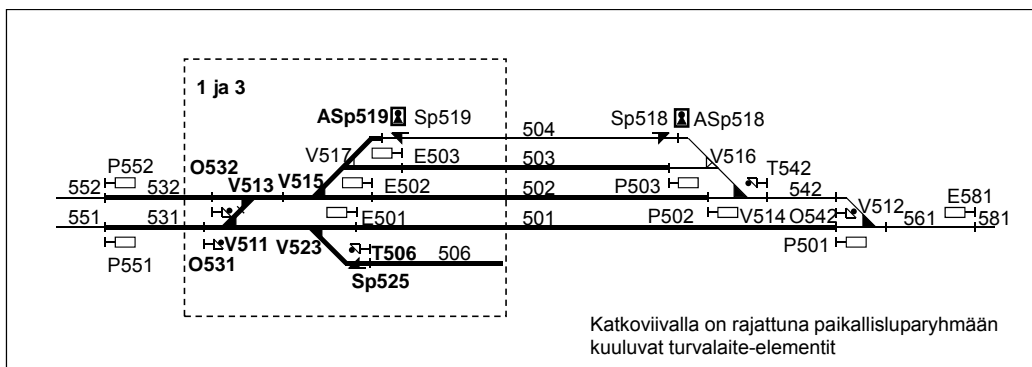 1 ja 3
ASp519 Sp519 504 Sp518 ASp518
V517 E503 503 V516
P552 O532 T542
552 532 V513 V515 E502 502 P503 542 E581
551 531 E501 501 P502 V514 O542 V512 561 581
P551 O531 V511 V523 T506 506 P501
Sp525
Katkoviivalla on rajattuna paikallisluparyhmään
kuuluvat turvalaite-elementit